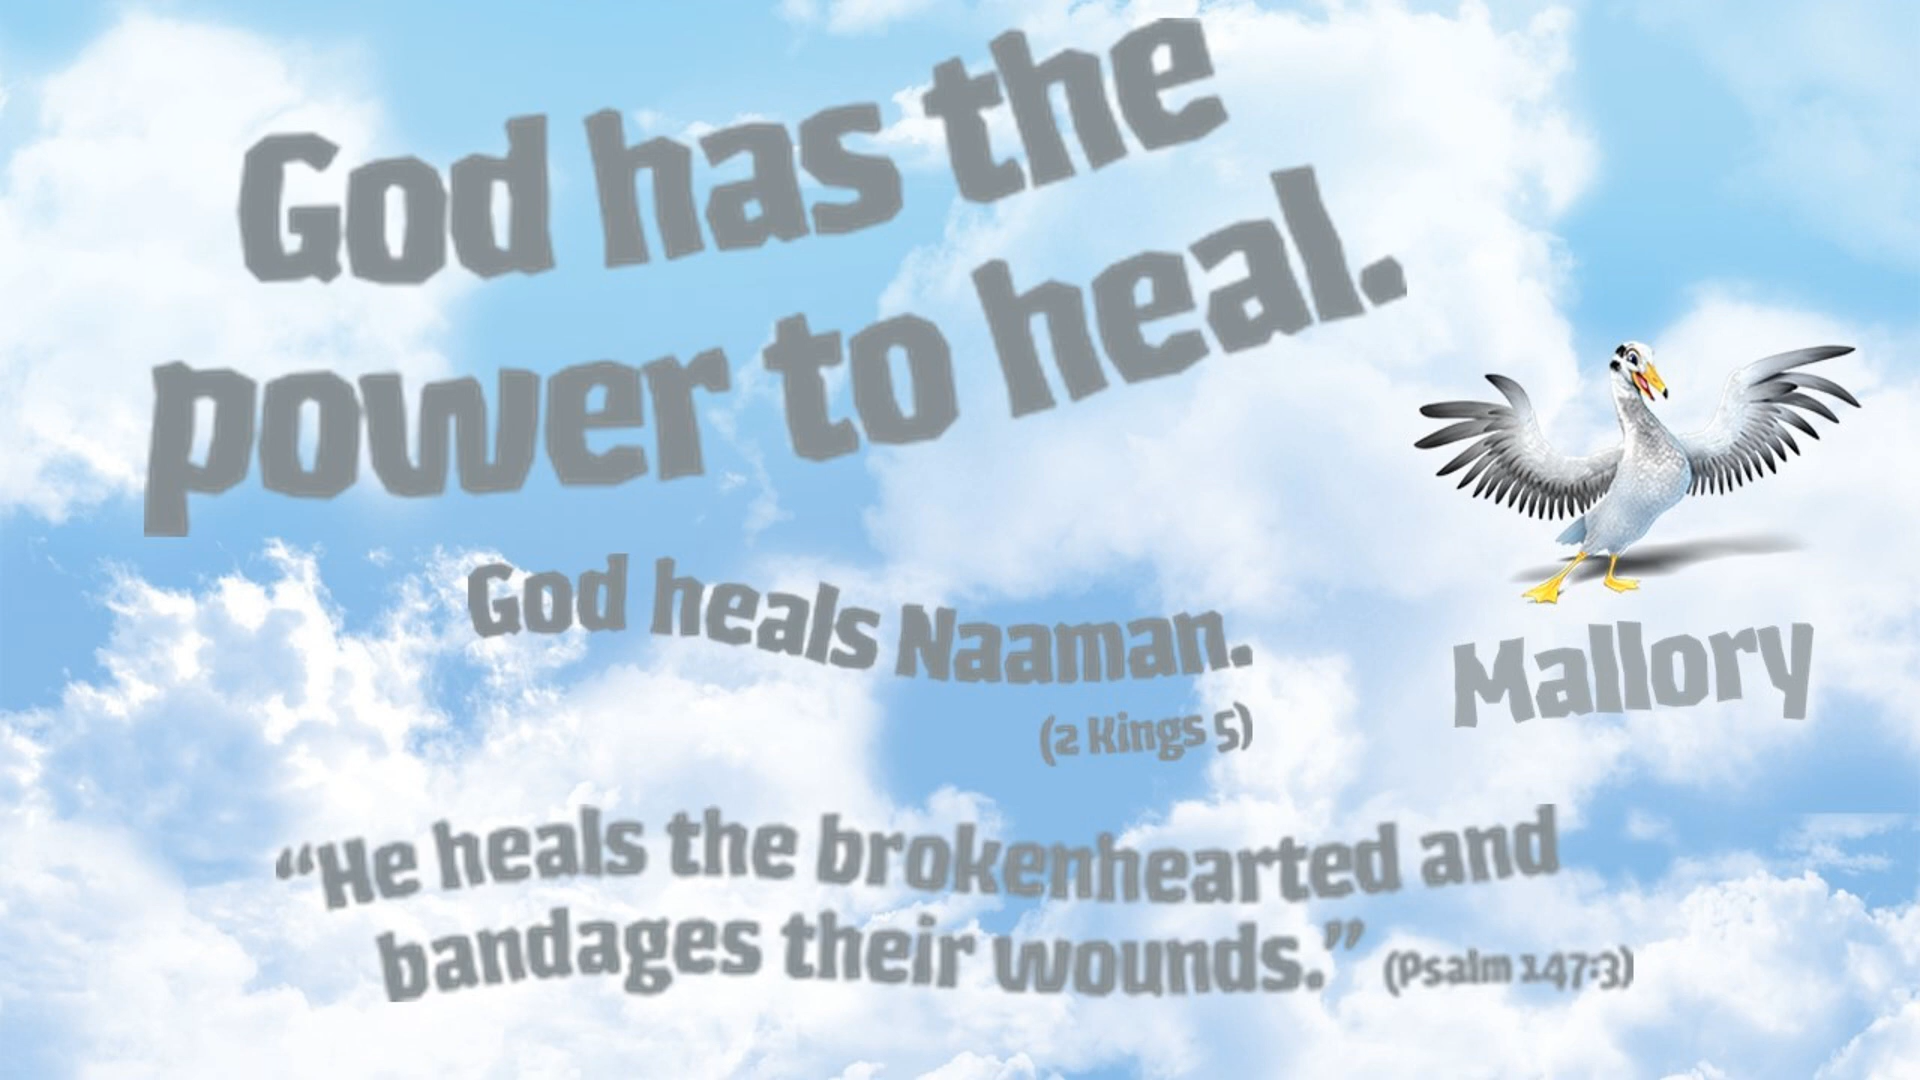 God has the
power to heal.
God heals Naaman.
(2 Kings 5)
Mallory
“He heals the brokenhearted and
bandages their wounds.” (Psalm 147:3)